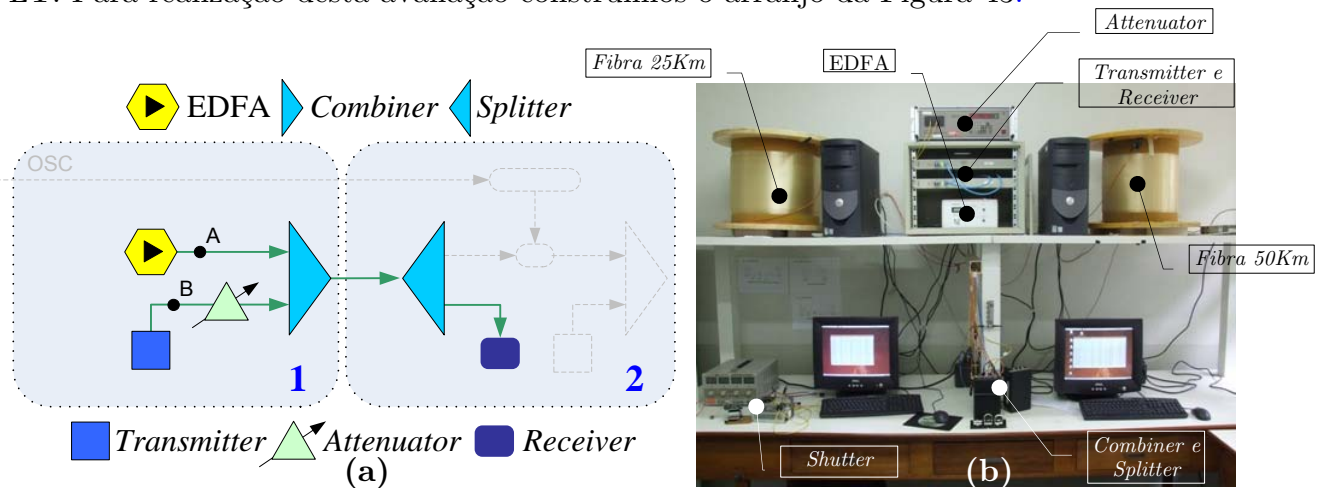 Attenuator
Fibra 25Km
EDFA
Transmitter e
Receiver
EDFA
Combiner
Splitter
OSC
A
B
1
2
Fibra 50Km
Transmitter
Attenuator
Receiver
(a)
Shutter
(b)
Combiner e
Splitter